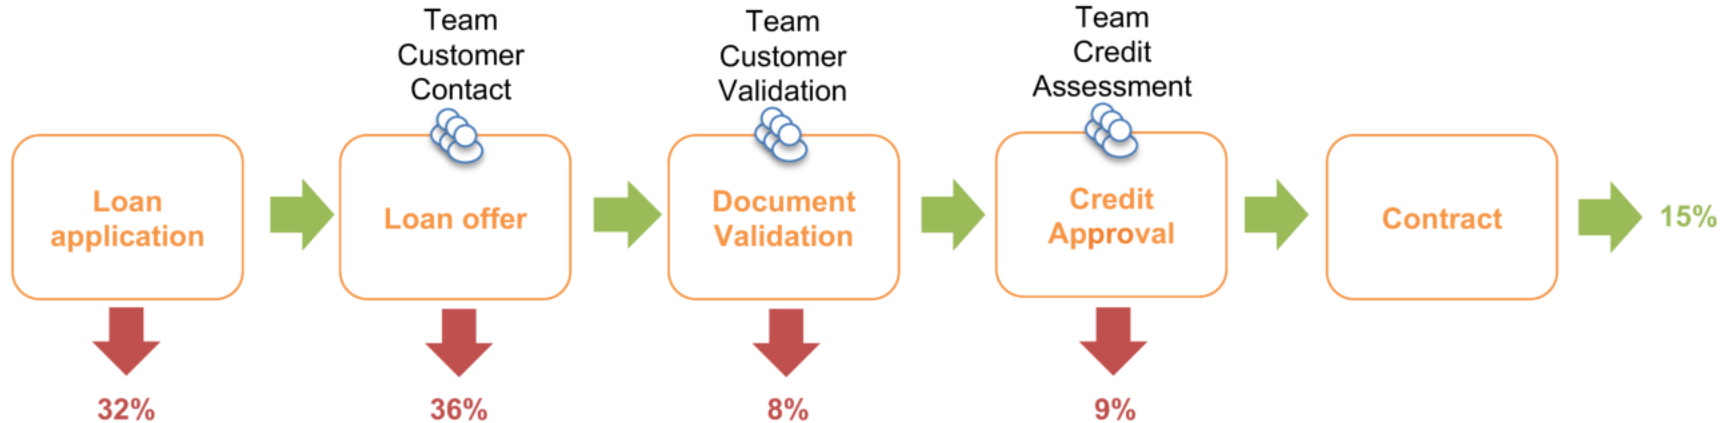 Team
Customer
Contact
Team
Customer
Validation
Team
Credit
Assessment
Loan
application
Loan offer
Document
Validation
Credit
Approval
Contract
15%
32%
36%
8%
9%